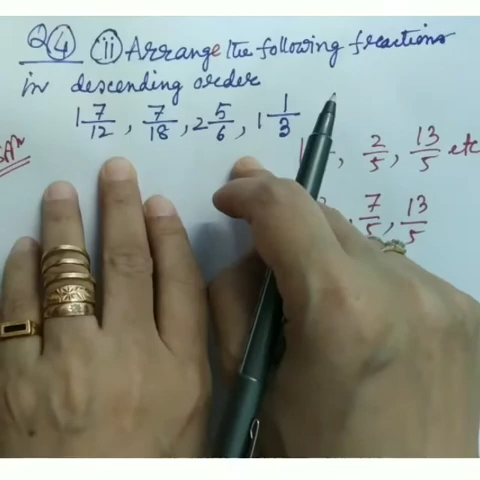 Q④ (ii) Arrange the following fractions
in descending order
1 7/12, 7/18, 2 5/6, 1 1/3
, 2/5, 13/5 etc
, 7/5, 13/5